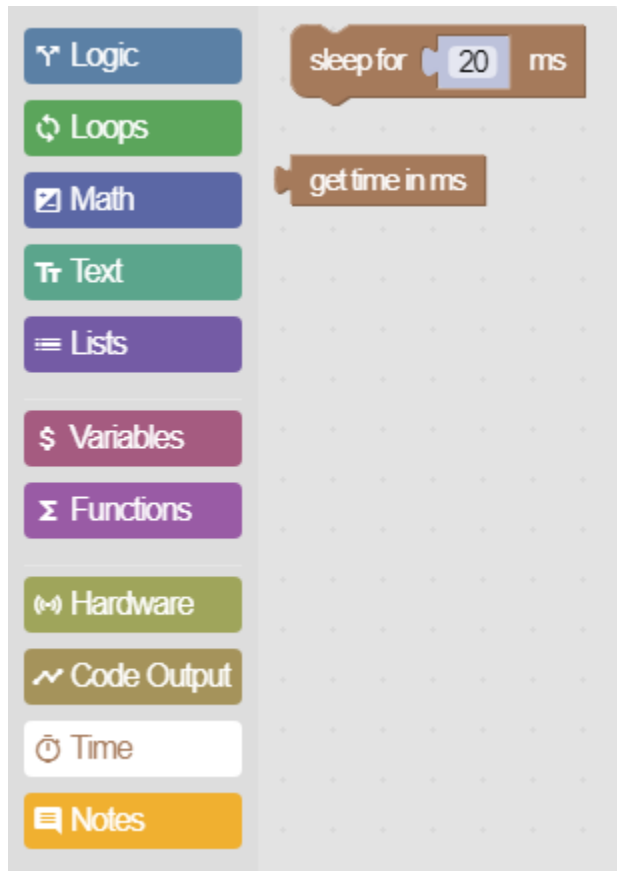 Logic
Loops
Math
Tr Text
Lists
$ Variables
Σ Functions
Hardware
Code Output
Time
Notes
sleep for 20 ms
get time in ms